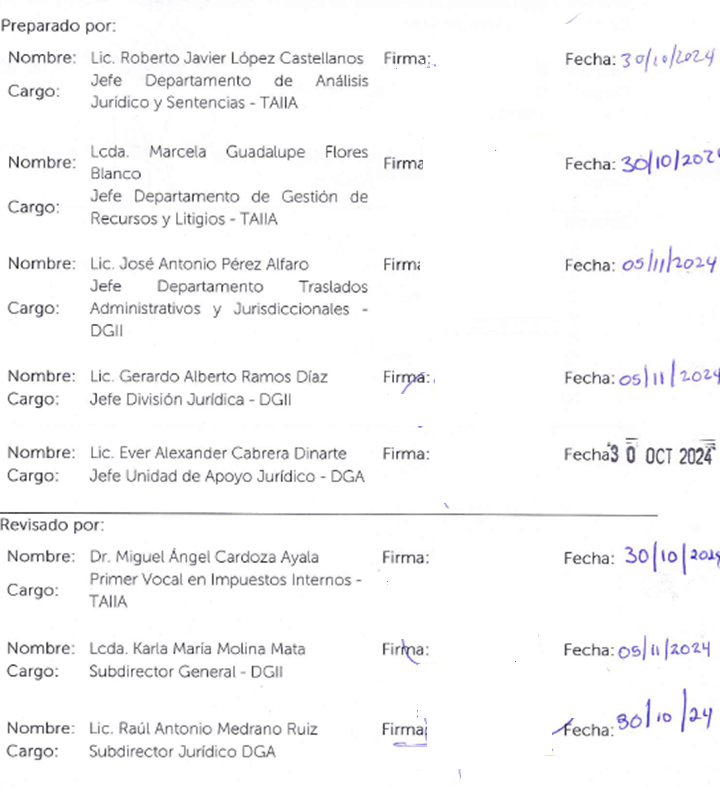 Preparado por:
Nombre: Lic. Roberto Javier López Castellanos Firma: Fecha: 30/10/2024
Cargo: Jefe Departamento de Análisis
Jurídico y Sentencias - TAIIA
Nombre: Lcda. Marcela Guadalupe Flores
Blanco Firma Fecha: 30/10/2024
Cargo: Jefe Departamento de Gestión de
Recursos y Litigios - TAIIA
Nombre: Lic. José Antonio Pérez Alfaro Firma Fecha: 05/11/2024
Cargo: Jefe Departamento Traslados
Administrativos y Jurisdiccionales -
DGII
Nombre: Lic. Gerardo Alberto Ramos Díaz Firma: Fecha: 05/11/2024
Cargo: Jefe División Jurídica - DGII
Nombre: Lic. Ever Alexander Cabrera Dinarte Firma: Fecha 30 OCT 2024
Cargo: Jefe Unidad de Apoyo Jurídico - DGA
Revisado por:
Nombre: Dr. Miguel Ángel Cardoza Ayala Firma: Fecha: 30/10/2024
Cargo: Primer Vocal en Impuestos Internos -
TAIIA
Nombre: Lcda. Karla María Molina Mata Firma: Fecha: 05/11/2024
Cargo: Subdirector General - DGII
Nombre: Lic. Raúl Antonio Medrano Ruiz Firma Fecha: 30/10/24
Cargo: Subdirector Jurídico DGA